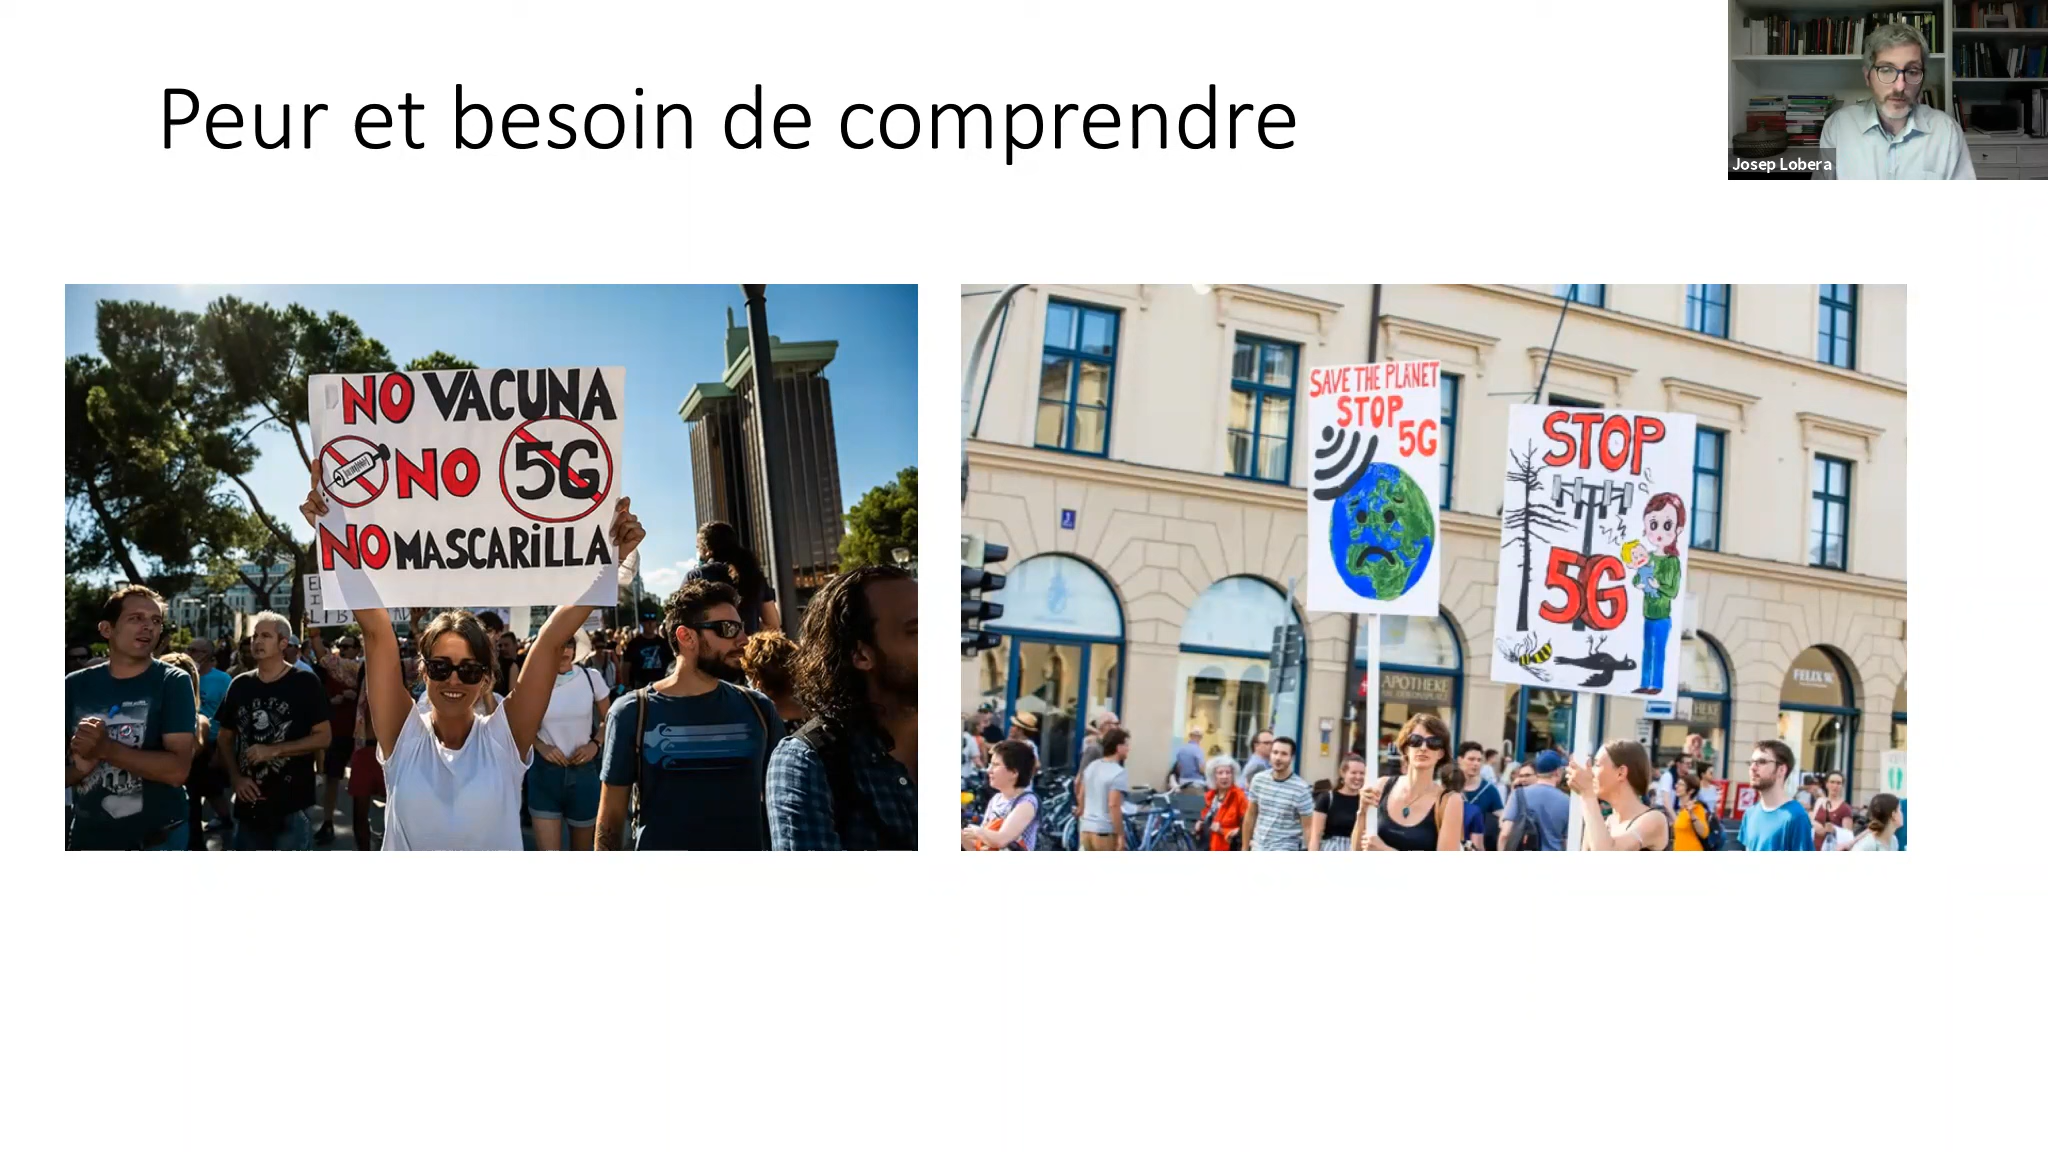 Peur et besoin de comprendre
Josep Lobera
NO VACUNA
NO 5G
NO MASCARiLLA
SAVE THE PLANET
STOP
5G
STOP
5G
APOTHEKE
FELIX W.